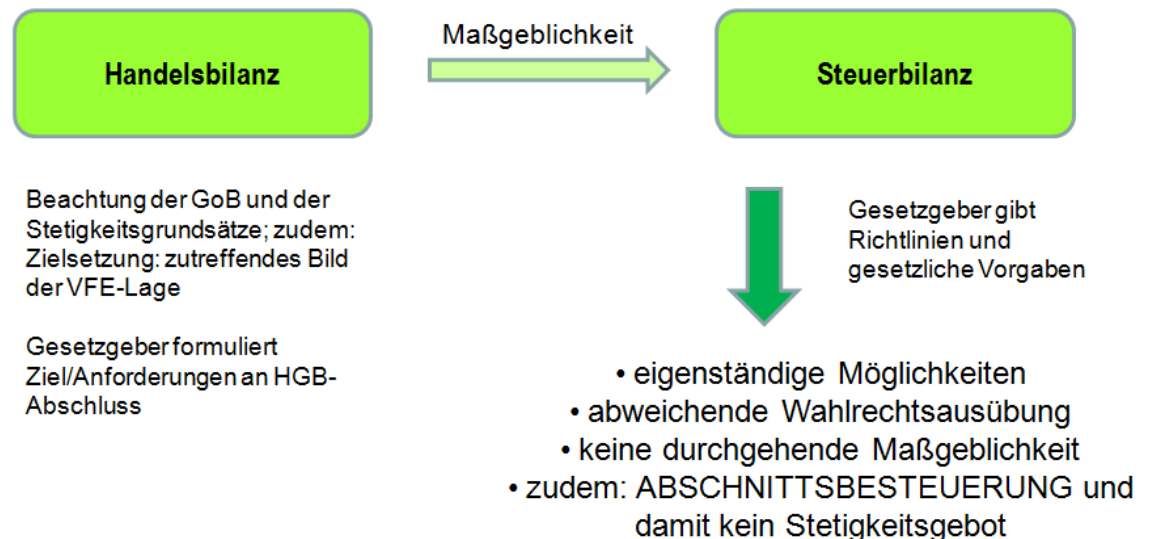 Handelsbilanz
Maßgeblichkeit
Steuerbilanz
Beachtung der GoB und der
Stetigkeitsgrundsätze; zudem:
Zielsetzung: zutreffendes Bild
der VFE-Lage
Gesetzgeber formuliert
Ziel/Anforderungen an HGB-
Abschluss
Gesetzgeber gibt
Richtlinien und
gesetzliche Vorgaben
• eigenständige Möglichkeiten
• abweichende Wahlrechtsausübung
• keine durchgehende Maßgeblichkeit
• zudem: ABSCHNITTSBESTEUERUNG und
damit kein Stetigkeitsgebot